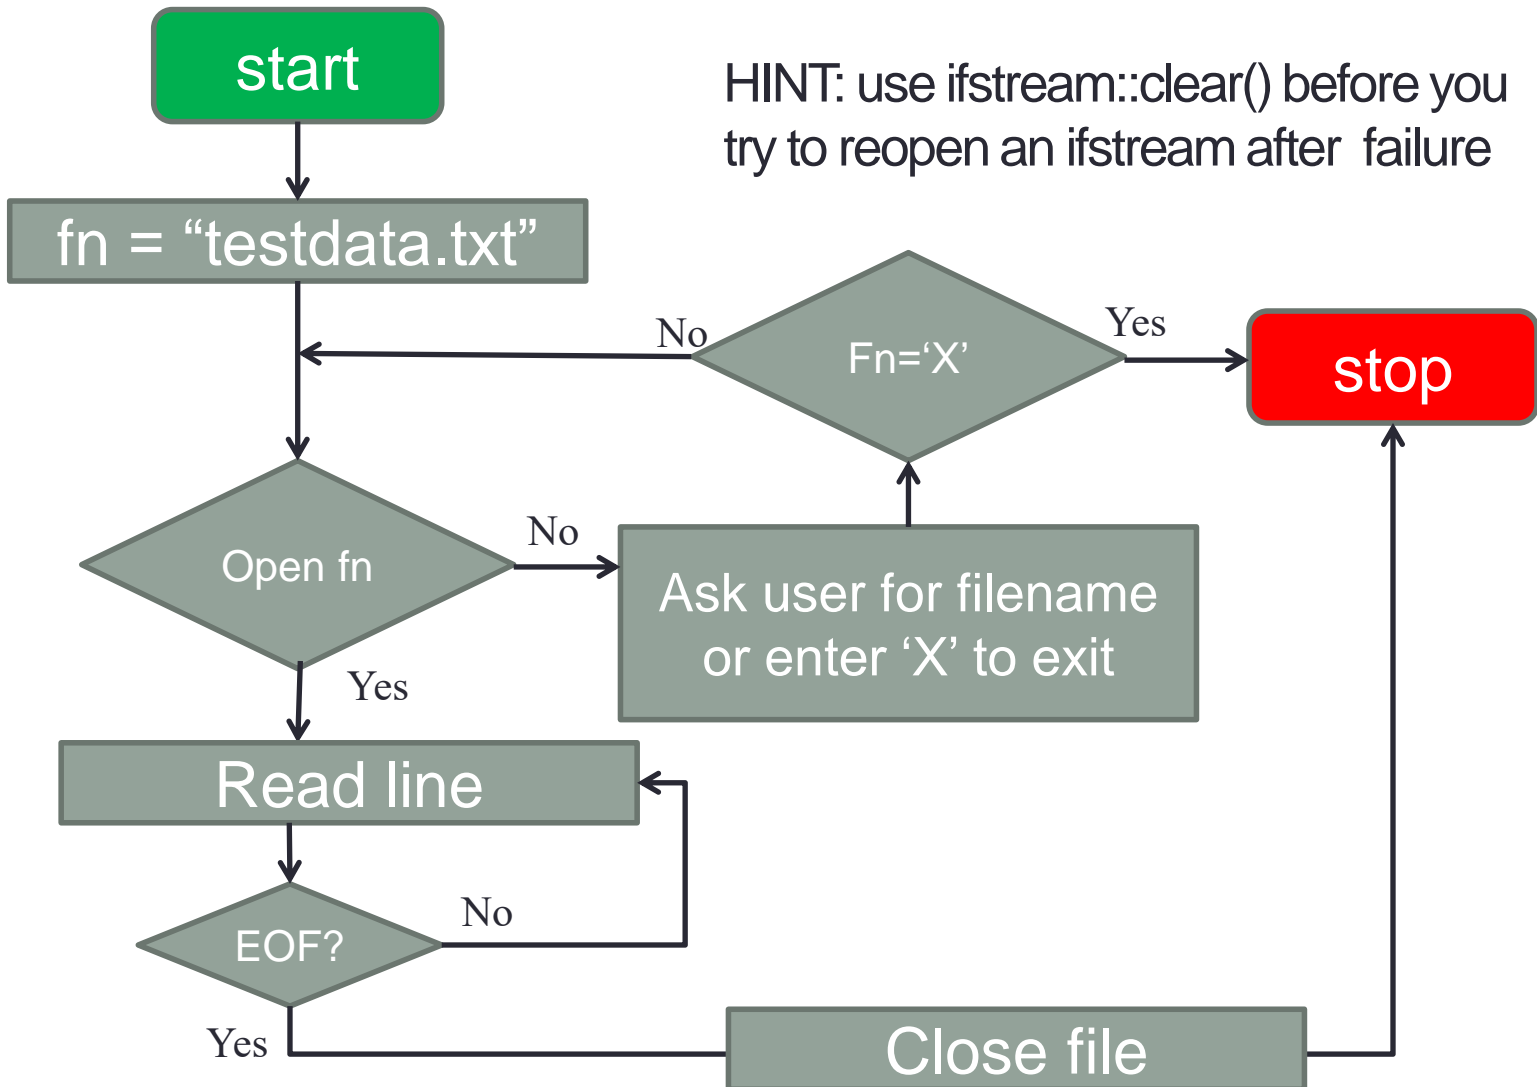 start
HINT: use ifstream::clear() before you
try to reopen an ifstream after  failure
fn = “testdata.txt”
No
Fn=‘X’
Yes
stop
Open fn
No
Ask user for filename
or enter ‘X’ to exit
Yes
Read line
EOF?
No
Yes
Close file